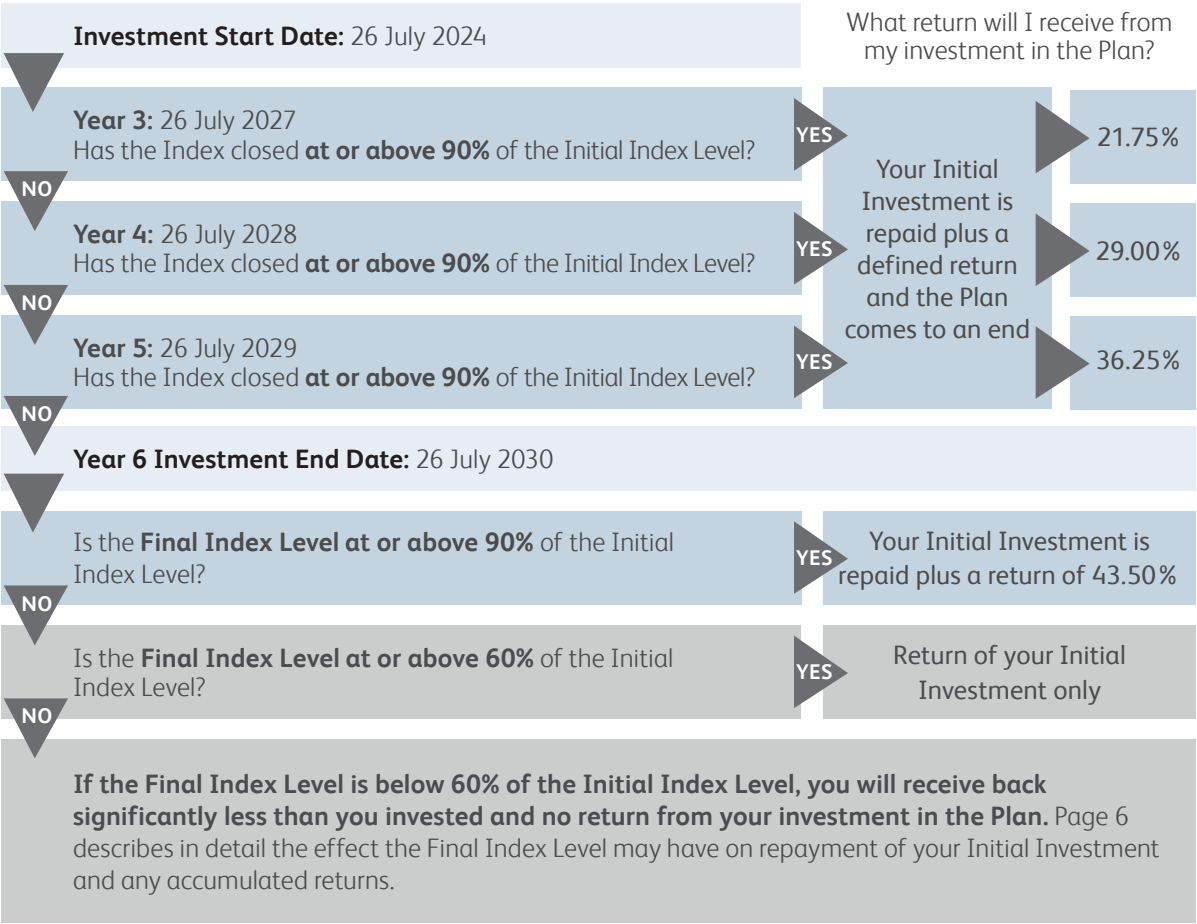 Investment Start Date: 26 July 2024
What return will I receive from
my investment in the Plan?
Year 3: 26 July 2027
Has the Index closed at or above 90% of the Initial Index Level?
YES
21.75%
NO
Year 4: 26 July 2028
Has the Index closed at or above 90% of the Initial Index Level?
YES
29.00%
NO
Year 5: 26 July 2029
Has the Index closed at or above 90% of the Initial Index Level?
YES
36.25%
Your Initial
Investment is
repaid plus a
defined return
and the Plan
comes to an end
NO
Year 6 Investment End Date: 26 July 2030
Is the Final Index Level at or above 90% of the Initial
Index Level?
YES
Your Initial Investment is
repaid plus a return of 43.50%
NO
Is the Final Index Level at or above 60% of the Initial
Index Level?
YES
Return of your Initial
Investment only
NO
If the Final Index Level is below 60% of the Initial Index Level, you will receive back
significantly less than you invested and no return from your investment in the Plan. Page 6
describes in detail the effect the Final Index Level may have on repayment of your Initial Investment
and any accumulated returns.